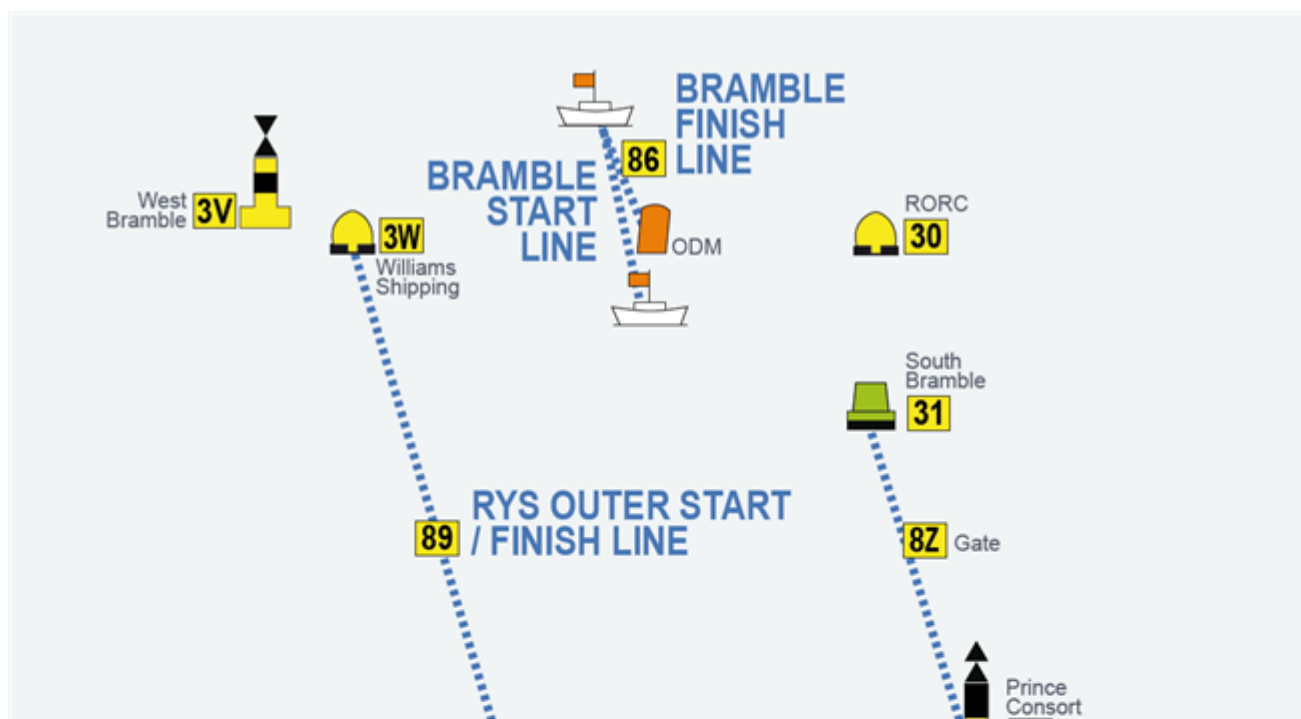 BRAMBLE
FINISH
LINE
86
BRAMBLE
START
LINE
West
Bramble
3V
3W
Williams
Shipping
ODM
RORC
30
South
Bramble
31
RYS OUTER START
/ FINISH LINE
89
8Z
Gate
Prince
Consort